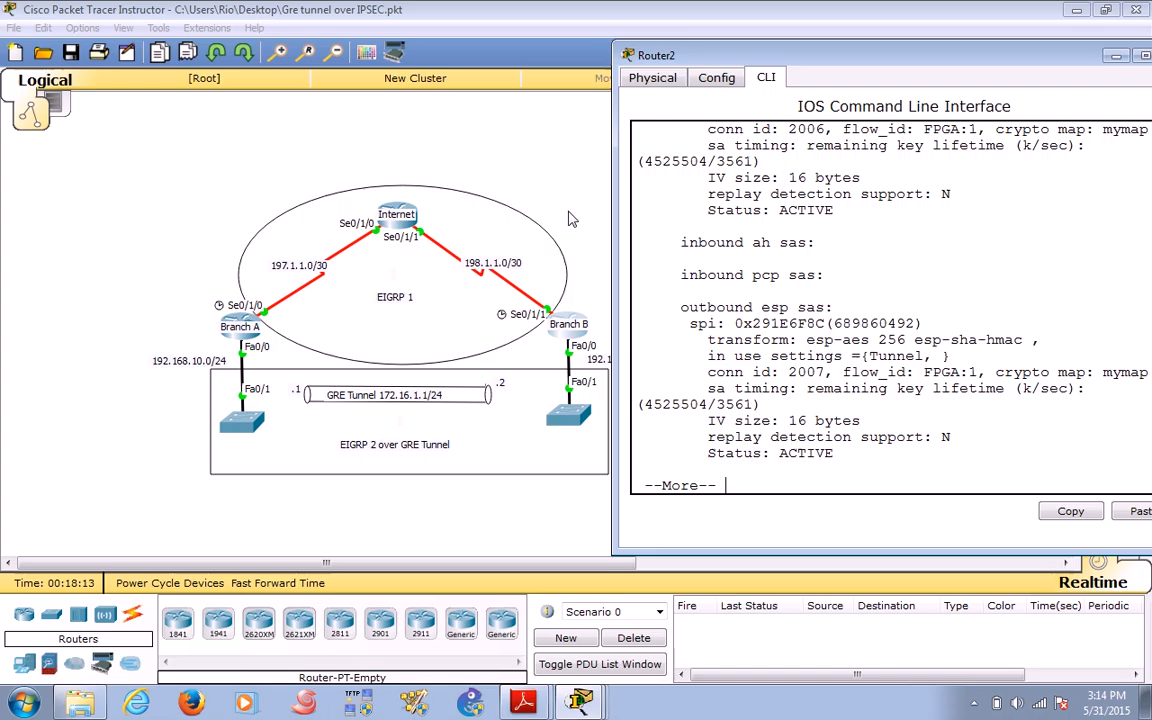 Cisco Packet Tracer Instructor - C:\Users\Rio\Desktop\Gre tunnel over IPSEC.pkt
File Edit Options View Tools Extensions Help
Logical [Root] New Cluster Mo
Internet
Se0/1/0
Se0/1/1
197.1.1.0/30
198.1.1.0/30
EIGRP 1
Se0/1/0
Se0/1/1
Branch A
Branch B
Fa0/0
Fa0/0
192.168.10.0/24
192.1
Fa0/1
Fa0/1
.1
.2
GRE Tunnel 172.16.1.1/24
EIGRP 2 over GRE Tunnel
Router2
Physical Config CLI
IOS Command Line Interface
conn id: 2006, flow_id: FPGA:1, crypto map: mymap
sa timing: remaining key lifetime (k/sec):
(4525504/3561)
IV size: 16 bytes
replay detection support: N
Status: ACTIVE
inbound ah sas:
inbound pcp sas:
outbound esp sas:
spi: 0x291E6F8C(689860492)
transform: esp-aes 256 esp-sha-hmac ,
in use settings ={Tunnel, }
conn id: 2007, flow_id: FPGA:1, crypto map: mymap
sa timing: remaining key lifetime (k/sec):
(4525504/3561)
IV size: 16 bytes
replay detection support: N
Status: ACTIVE
--More--
Copy Past
Time: 00:18:13 Power Cycle Devices Fast Forward Time
Realtime
Routers
1841 1941 2620XM 2621XM 2811 2901 2911 Generic Generic
Router-PT-Empty
Scenario 0
New Delete
Toggle PDU List Window
Fire Last Status Source Destination Type Color Time(sec) Periodic
TFTP
3:14 PM
5/31/2015